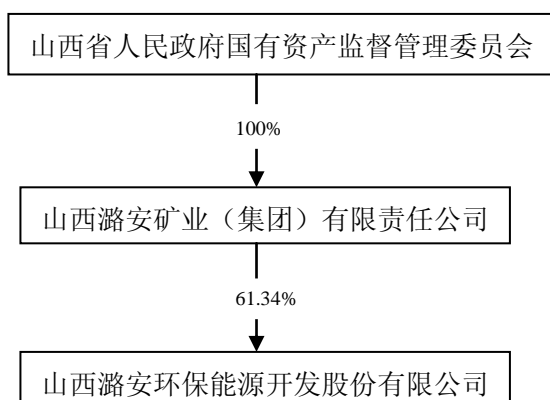 山西省人民政府国有资产监督管理委员会
100%
山西潞安矿业（集团）有限责任公司
61.34%
山西潞安环保能源开发股份有限公司